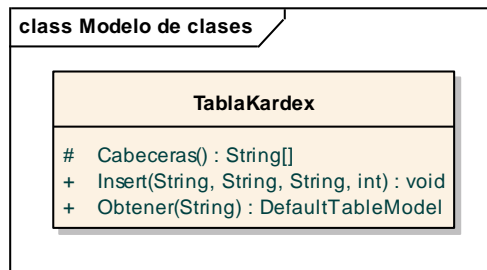 class Modelo de clases
TablaKardex
# Cabeceras() : String[]
+ Insert(String, String, String, int) : void
+ Obtener(String) : DefaultTableModel